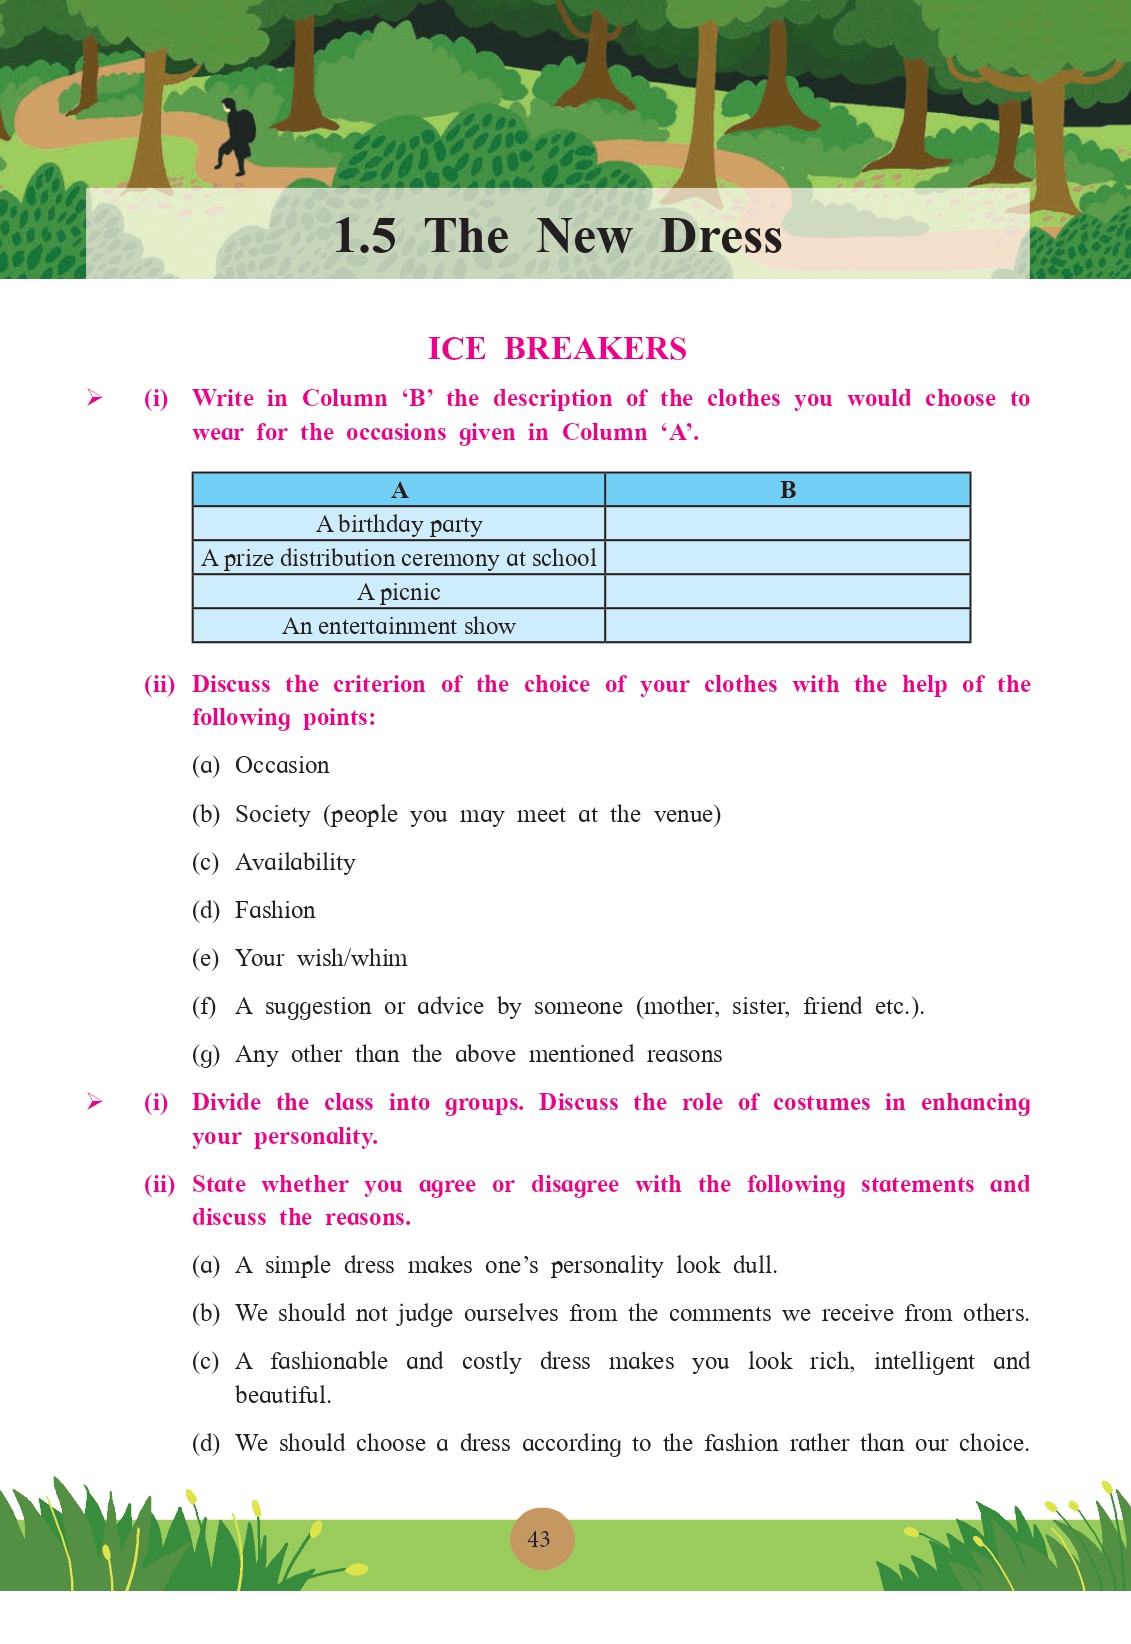 1.5 The New Dress
ICE BREAKERS
➢ (i) Write in Column ‘B’ the description of the clothes you would choose to
wear for the occasions given in Column ‘A’.
A B
A birthday party
A prize distribution ceremony at school
A picnic
An entertainment show
(ii) Discuss the criterion of the choice of your clothes with the help of the
following points:
(a) Occasion
(b) Society (people you may meet at the venue)
(c) Availability
(d) Fashion
(e) Your wish/whim
(f) A suggestion or advice by someone (mother, sister, friend etc.).
(g) Any other than the above mentioned reasons
➢ (i) Divide the class into groups. Discuss the role of costumes in enhancing
your personality.
(ii) State whether you agree or disagree with the following statements and
discuss the reasons.
(a) A simple dress makes one’s personality look dull.
(b) We should not judge ourselves from the comments we receive from others.
(c) A fashionable and costly dress makes you look rich, intelligent and
beautiful.
(d) We should choose a dress according to the fashion rather than our choice.
43